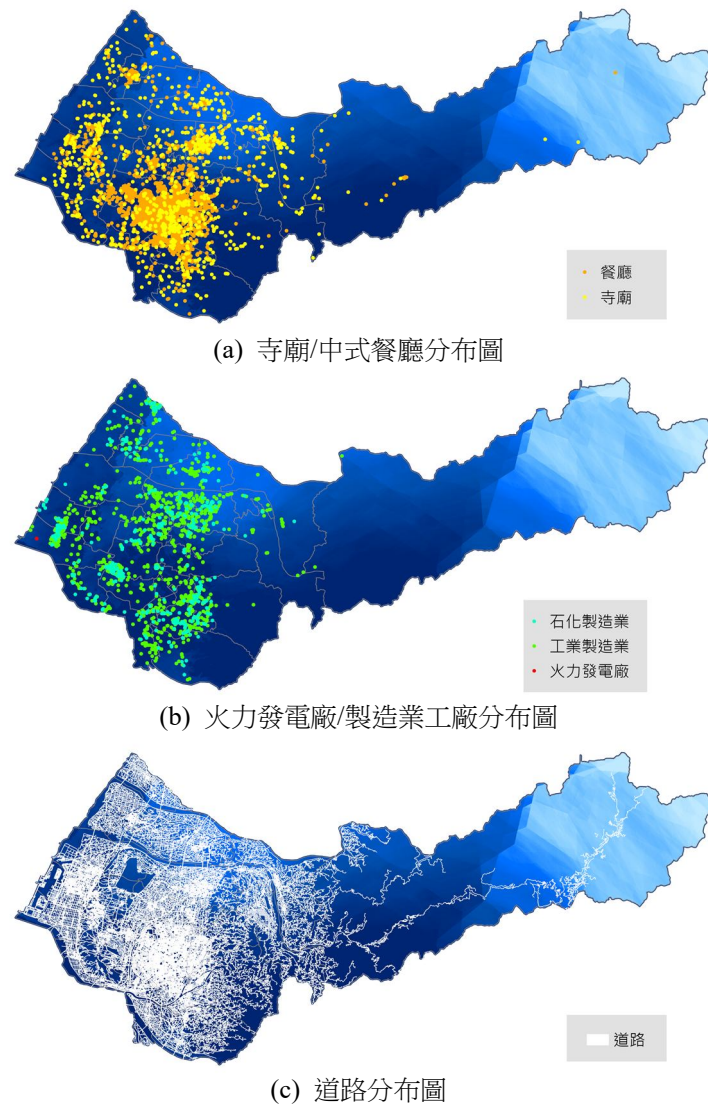 餐廳
寺廟
(a) 寺廟/中式餐廳分布圖
石化製造業
工業製造業
火力發電廠
(b) 火力發電廠/製造業工廠分布圖
道路
(c) 道路分布圖